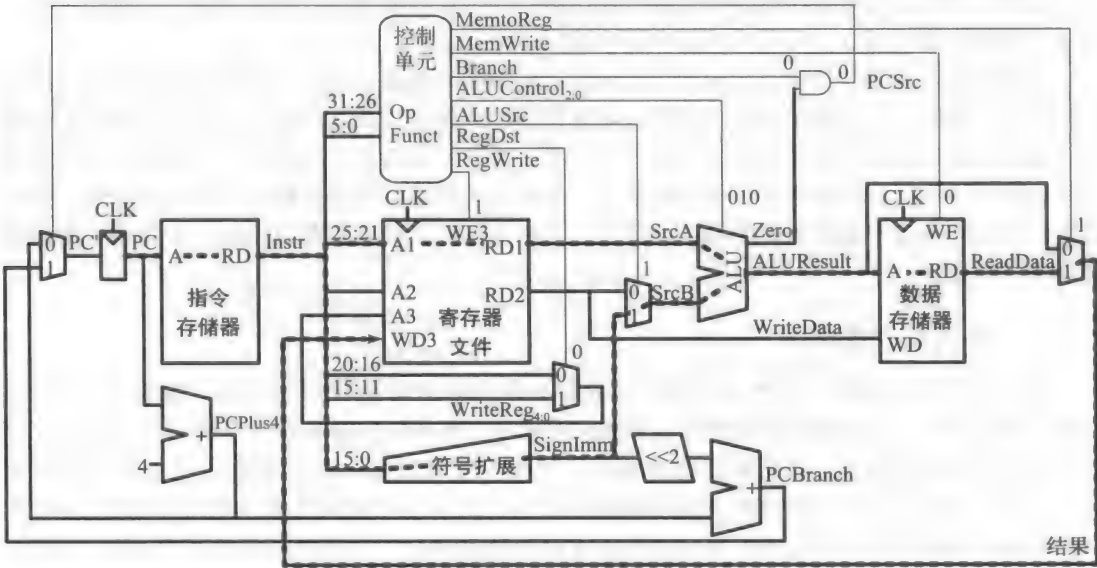 MemtoReg
控制
单元
MemWrite
Branch
0
0
PCSrc
ALUControl2:0
31:26
Op
ALUSrc
5:0
Funct
RegDst
RegWrite
CLK
1
010
CLK
0
CLK
WE3
1
25:21
A1
RD1
SrcA
Zero
WE
1
0
PC'
PC
A
RD
Instr
ALU
ALUResult
A
RD
ReadData
0
1
1
指令
存储器
A2
RD2
0
SrcB
1
数据
存储器
A3
寄存器
文件
WD3
WriteData
WD
20:16
0
0
15:11
1
WriteReg4:0
PCPlus4
+
4
SignImm
15:0
符号扩展
<<2
PCBranch
+
结果